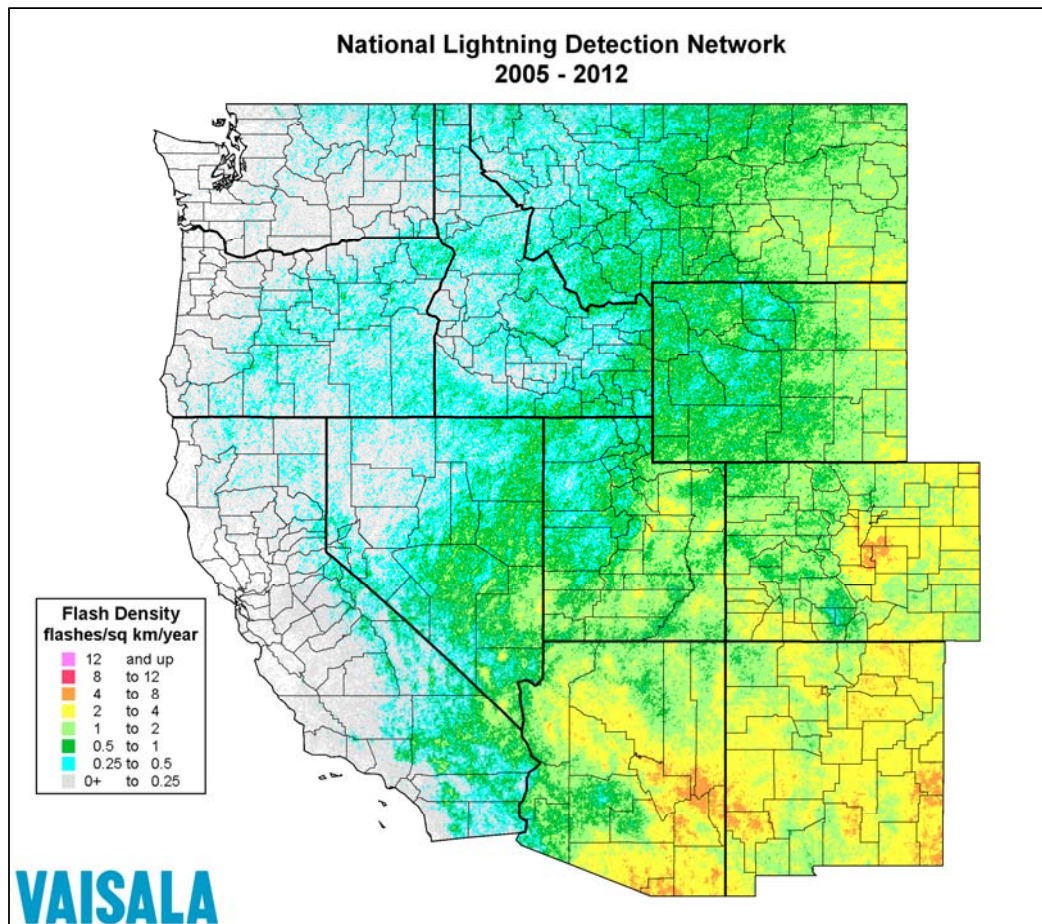 National Lightning Detection Network
2005 - 2012
Flash Density
flashes/sq km/year
12 and up
8 to 12
4 to 8
2 to 4
1 to 2
0.5 to 1
0.25 to 0.5
0+ to 0.25
VAISALA